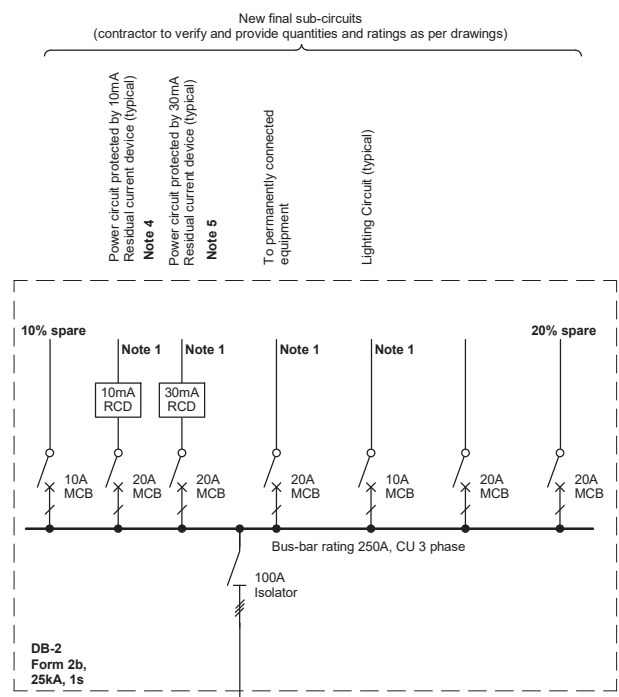 New final sub-circuits
(contractor to verify and provide quantities and ratings as per drawings)
Power circuit protected by 10mA
Residual current device (typical)
Note 4
Power circuit protected by 30mA
Residual current device (typical)
Note 5
To permanently connected
equipment
Lighting Circuit (typical)
10% spare
20% spare
Note 1
Note 1
Note 1
Note 1
10mA
RCD
30mA
RCD
10A
MCB
20A
MCB
20A
MCB
20A
MCB
10A
MCB
20A
MCB
20A
MCB
Bus-bar rating 250A, CU 3 phase
100A
Isolator
DB-2
Form 2b,
25kA, 1s